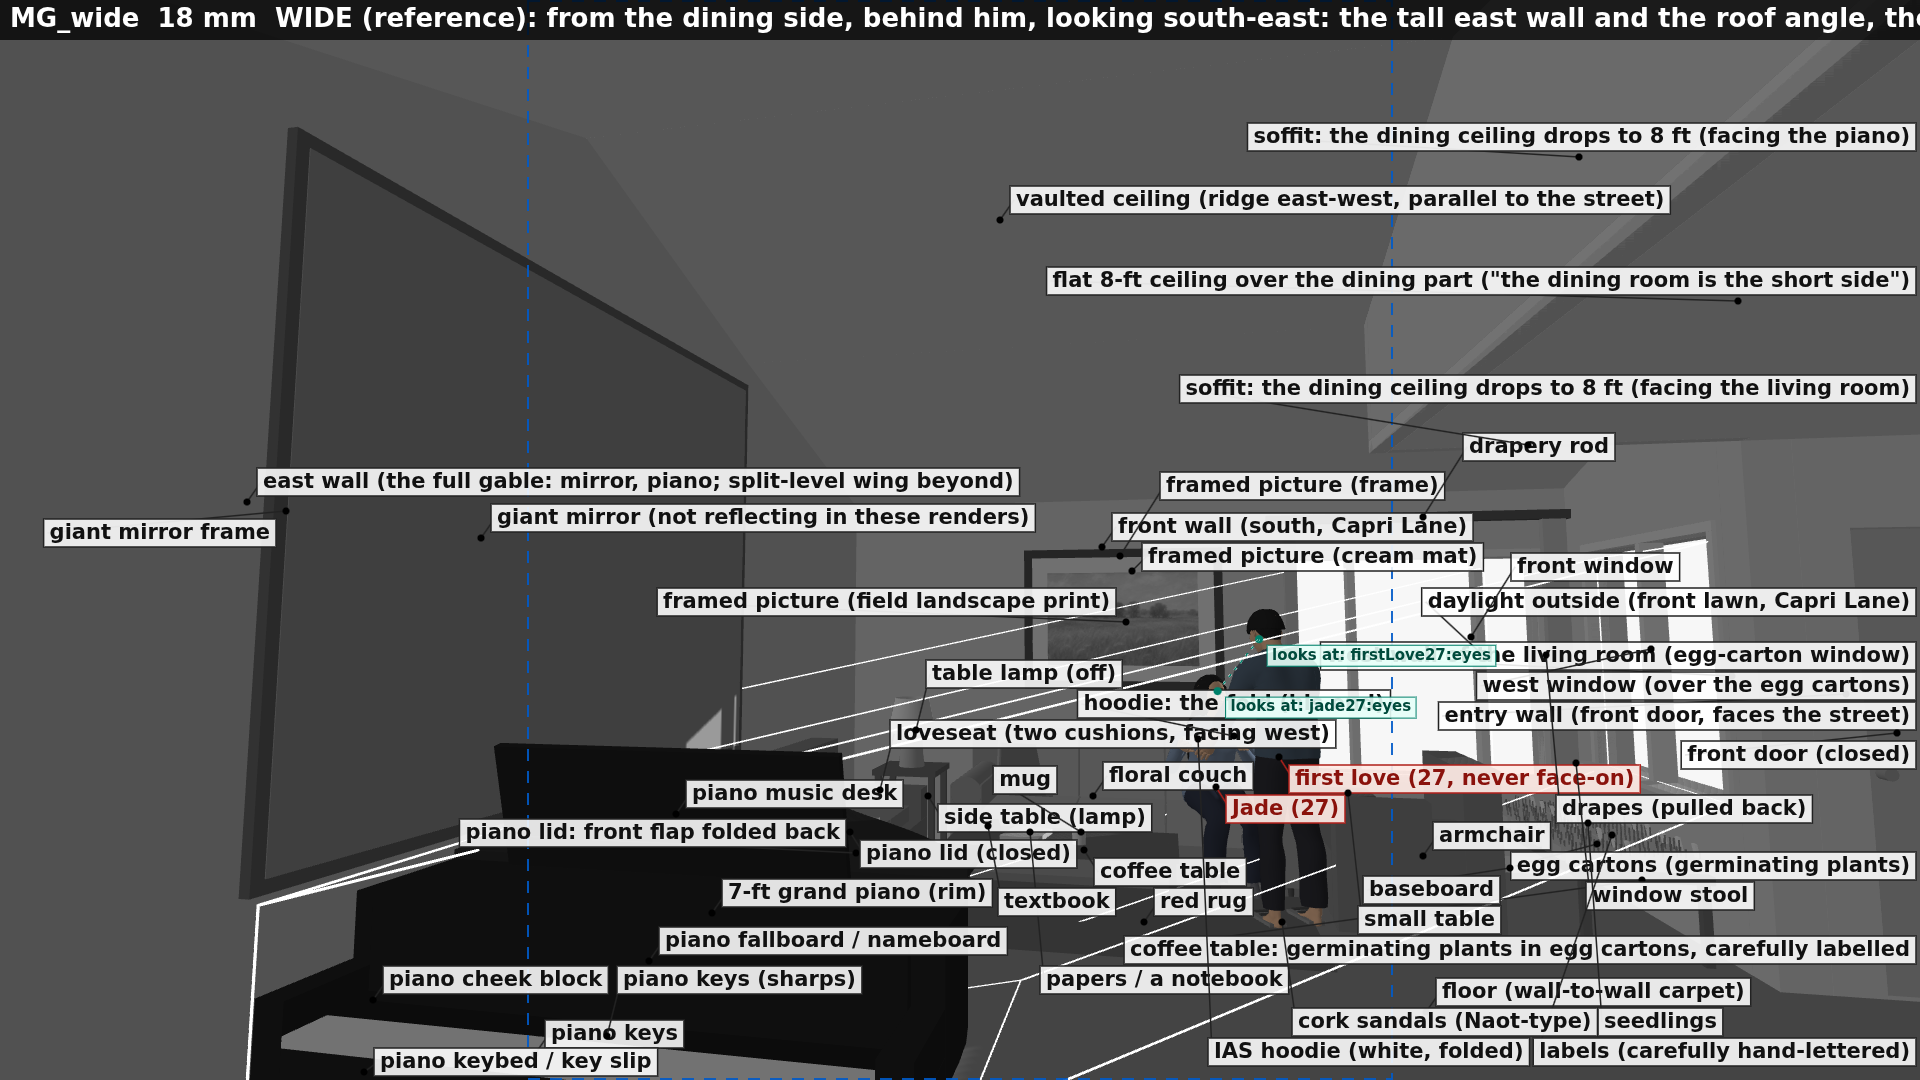 MG_wide 18 mm WIDE (reference): from the dining side, behind him, looking south-east: the tall east wall and the roof angle, the
soffit: the dining ceiling drops to 8 ft (facing the piano)
vaulted ceiling (ridge east-west, parallel to the street)
flat 8-ft ceiling over the dining part ("the dining room is the short side")
soffit: the dining ceiling drops to 8 ft (facing the living room)
drapery rod
east wall (the full gable: mirror, piano; split-level wing beyond)
framed picture (frame)
giant mirror frame
giant mirror (not reflecting in these renders)
front wall (south, Capri Lane)
framed picture (cream mat)
front window
framed picture (field landscape print)
daylight outside (front lawn, Capri Lane)
looks at: firstLove27:eyes
living room (egg-carton window)
table lamp (off)
west window (over the egg cartons)
hoodie: the
looks at: jade27:eyes
entry wall (front door, faces the street)
loveseat (two cushions, facing west)
front door (closed)
mug
floral couch
first love (27, never face-on)
piano music desk
Jade (27)
drapes (pulled back)
side table (lamp)
piano lid: front flap folded back
armchair
piano lid (closed)
egg cartons (germinating plants)
coffee table
7-ft grand piano (rim)
baseboard
window stool
textbook
red rug
small table
piano fallboard / nameboard
coffee table: germinating plants in egg cartons, carefully labelled
piano cheek block
piano keys (sharps)
papers / a notebook
floor (wall-to-wall carpet)
cork sandals (Naot-type)
seedlings
piano keys
IAS hoodie (white, folded)
labels (carefully hand-lettered)
piano keybed / key slip